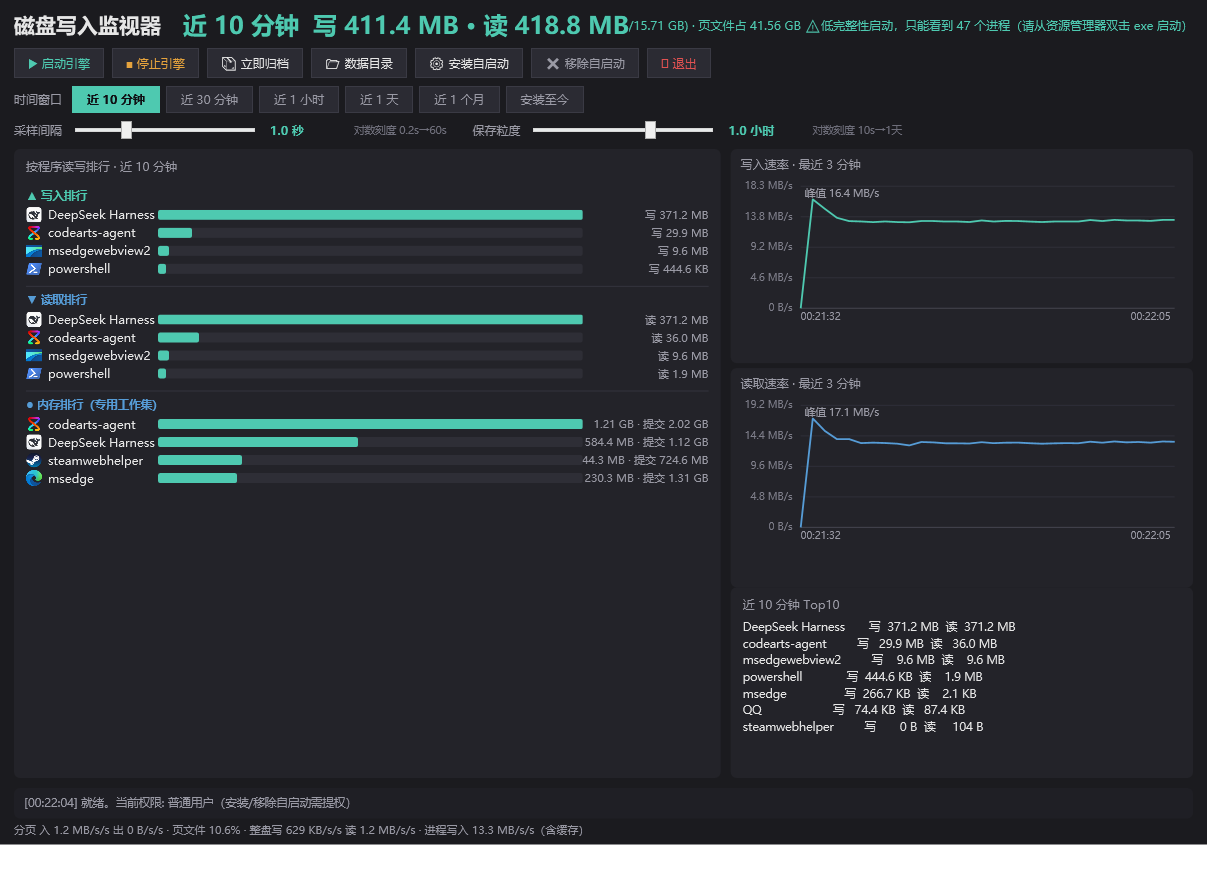 磁盘写入监视器 近 10 分钟 写 411.4 MB • 读 418.8 MB/15.71 GB) · 页文件占 41.56 GB ⚠低完整性启动，只能看到 47 个进程（请从资源管理器双击 exe 启动）
▶启动引擎 ■停止引擎 立即归档 数据目录 安装自启动 移除自启动 退出
时间窗口 近 10 分钟 近 30 分钟 近 1 小时 近 1 天 近 1 个月 安装至今
采样间隔 1.0 秒 对数刻度 0.2s→60s 保存粒度 1.0 小时 对数刻度 10s→1天
按程序读写排行 · 近 10 分钟
▲ 写入排行
DeepSeek Harness 写 371.2 MB
codearts-agent 写 29.9 MB
msedgewebview2 写 9.6 MB
powershell 写 444.6 KB
▼ 读取排行
DeepSeek Harness 读 371.2 MB
codearts-agent 读 36.0 MB
msedgewebview2 读 9.6 MB
powershell 读 1.9 MB
● 内存排行（专用工作集）
codearts-agent 1.21 GB · 提交 2.02 GB
DeepSeek Harness 584.4 MB · 提交 1.12 GB
steamwebhelper 44.3 MB · 提交 724.6 MB
msedge 230.3 MB · 提交 1.31 GB
写入速率 · 最近 3 分钟
18.3 MB/s
峰值 16.4 MB/s
13.8 MB/s
9.2 MB/s
4.6 MB/s
0 B/s
00:21:32 00:22:05
读取速率 · 最近 3 分钟
19.2 MB/s
峰值 17.1 MB/s
14.4 MB/s
9.6 MB/s
4.8 MB/s
0 B/s
00:21:32 00:22:05
近 10 分钟 Top10
DeepSeek Harness 写 371.2 MB 读 371.2 MB
codearts-agent 写 29.9 MB 读 36.0 MB
msedgewebview2 写 9.6 MB 读 9.6 MB
powershell 写 444.6 KB 读 1.9 MB
msedge 写 266.7 KB 读 2.1 KB
QQ 写 74.4 KB 读 87.4 KB
steamwebhelper 写 0 B 读 104 B
[00:22:04] 就绪。当前权限: 普通用户（安装/移除自启动需提权）
分页 入 1.2 MB/s/s 出 0 B/s/s · 页文件 10.6% · 整盘写 629 KB/s/s 读 1.2 MB/s/s · 进程写入 13.3 MB/s/s（含缓存）